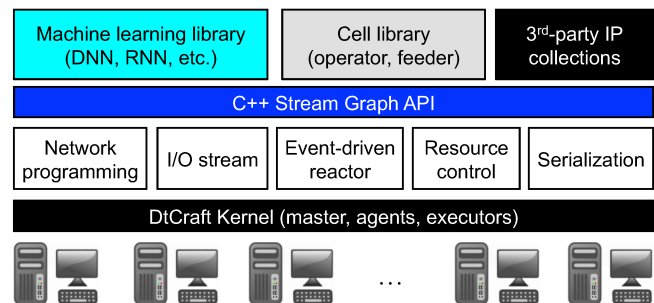 Machine learning library
(DNN, RNN, etc.)
Cell library
(operator, feeder)
3rd-party IP
collections
C++ Stream Graph API
Network
programming
I/O stream
Event-driven
reactor
Resource
control
Serialization
DtCraft Kernel (master, agents, executors)
...